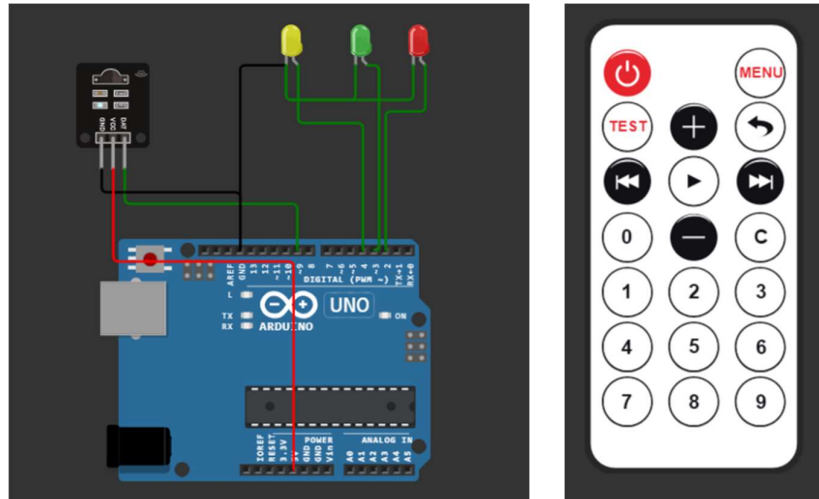 GND
VCC
DAT
AREF
GND
13
12
~11
~10
~9
8
7
~6
~5
4
~3
2
TX→1
RX←0
DIGITAL (PWM ~)
L
TX
RX
UNO
ARDUINO
ON
IOREF
RESET
3.3V
5V
GND
GND
Vin
POWER
ANALOG IN
A0
A1
A2
A3
A4
A5
MENU
TEST
0
C
1
2
3
4
5
6
7
8
9